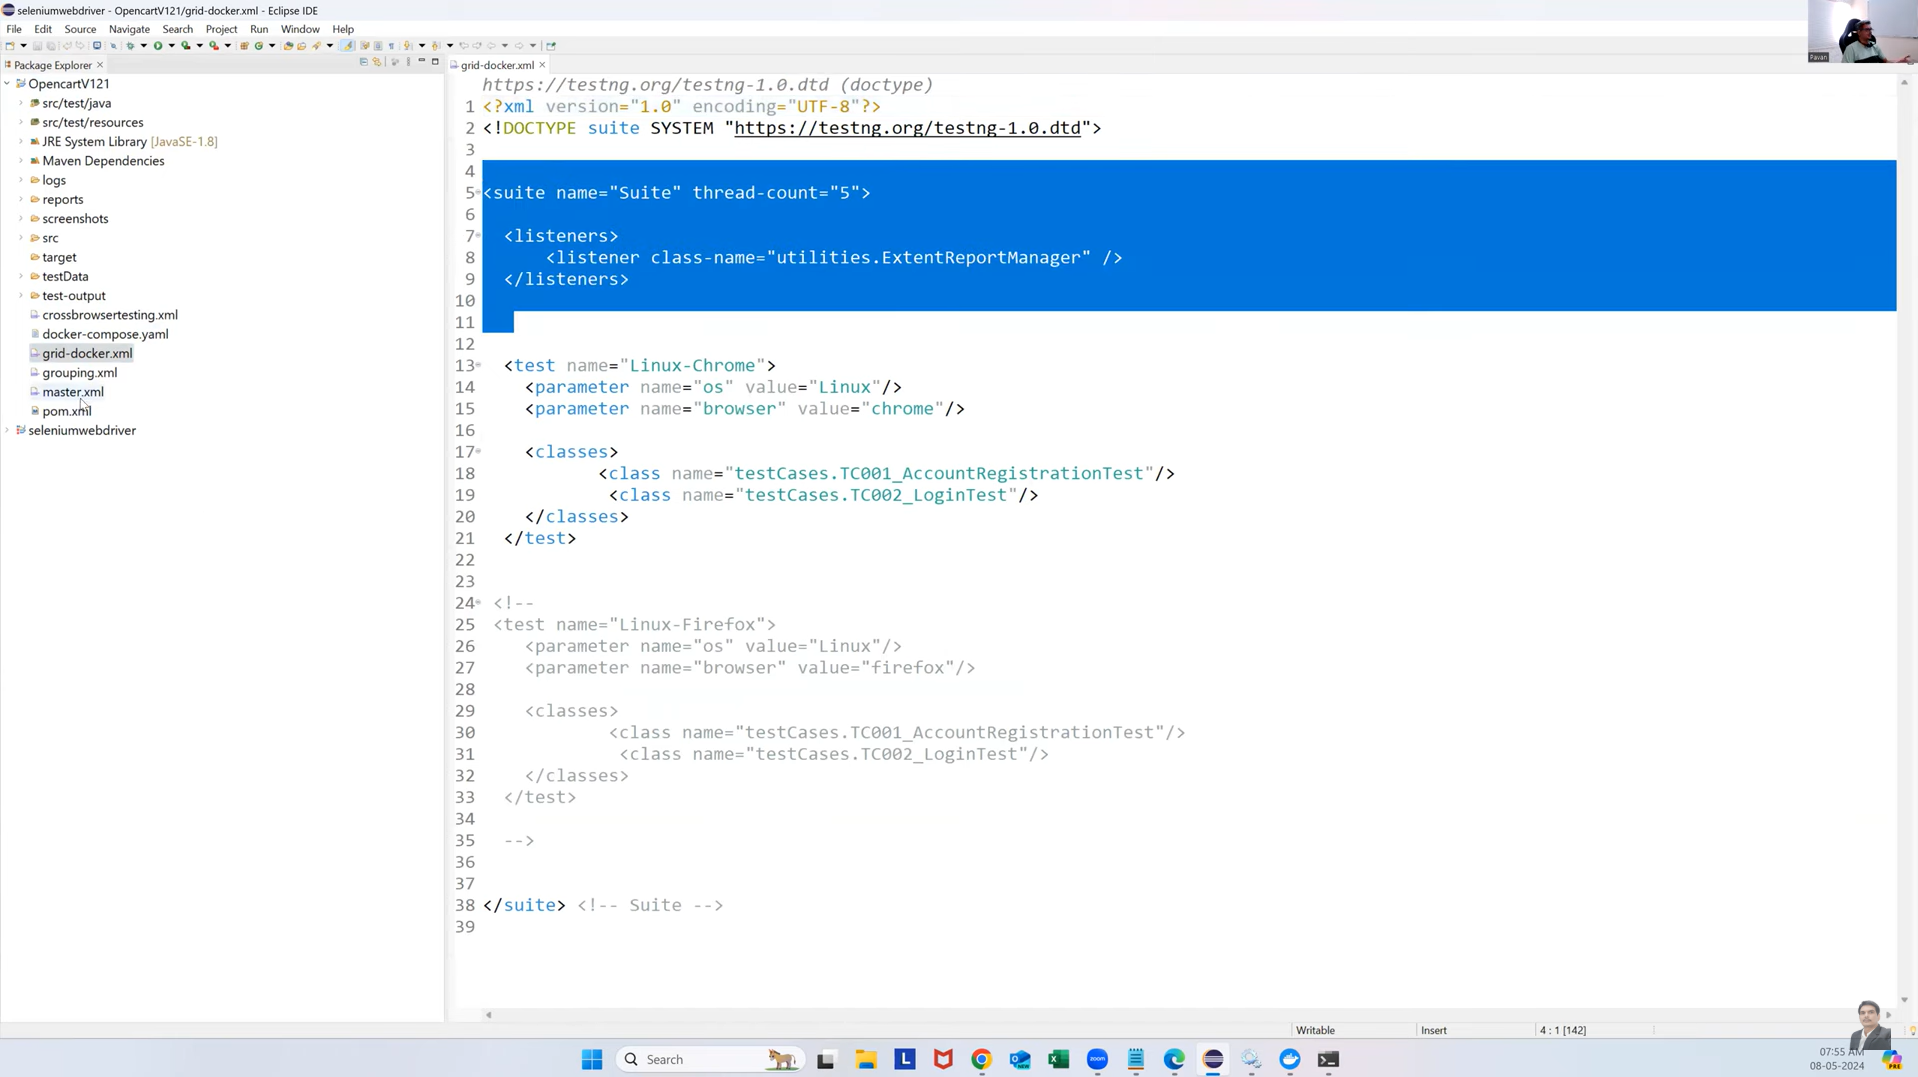 seleniumwebdriver - OpencartV121/grid-docker.xml - Eclipse IDE
File Edit Source Refactor Navigate Search Project Run Window Help
Package Explorer
grid-docker.xml
OpencartV121
src/test/java
src/test/resources
JRE System Library [JavaSE-1.8]
Maven Dependencies
logs
reports
screenshots
src
target
testData
test-output
crossbrowsertesting.xml
docker-compose.yaml
grid-docker.xml
grouping.xml
master.xml
pom.xml
seleniumwebdriver
https://testng.org/testng-1.0.dtd (doctype)
1 <?xml version="1.0" encoding="UTF-8"?>
2 <!DOCTYPE suite SYSTEM "https://testng.org/testng-1.0.dtd">
3
4
5 <suite name="Suite" thread-count="5">
6
7 <listeners>
8 <listener class-name="utilities.ExtentReportManager" />
9 </listeners>
10
11
12
13 <test name="Linux-Chrome">
14 <parameter name="os" value="Linux"/>
15 <parameter name="browser" value="chrome"/>
16
17 <classes>
18 <class name="testCases.TC001_AccountRegistrationTest"/>
19 <class name="testCases.TC002_LoginTest"/>
20 </classes>
21 </test>
22
23
24 <!--
25 <test name="Linux-Firefox">
26 <parameter name="os" value="Linux"/>
27 <parameter name="browser" value="firefox"/>
28
29 <classes>
30 <class name="testCases.TC001_AccountRegistrationTest"/>
31 <class name="testCases.TC002_LoginTest"/>
32 </classes>
33 </test>
34
35 -->
36
37
38 </suite> <!-- Suite -->
39
Pavan
Writable
Insert
4 : 1 [142]
Search
07:55 AM
08-05-2024